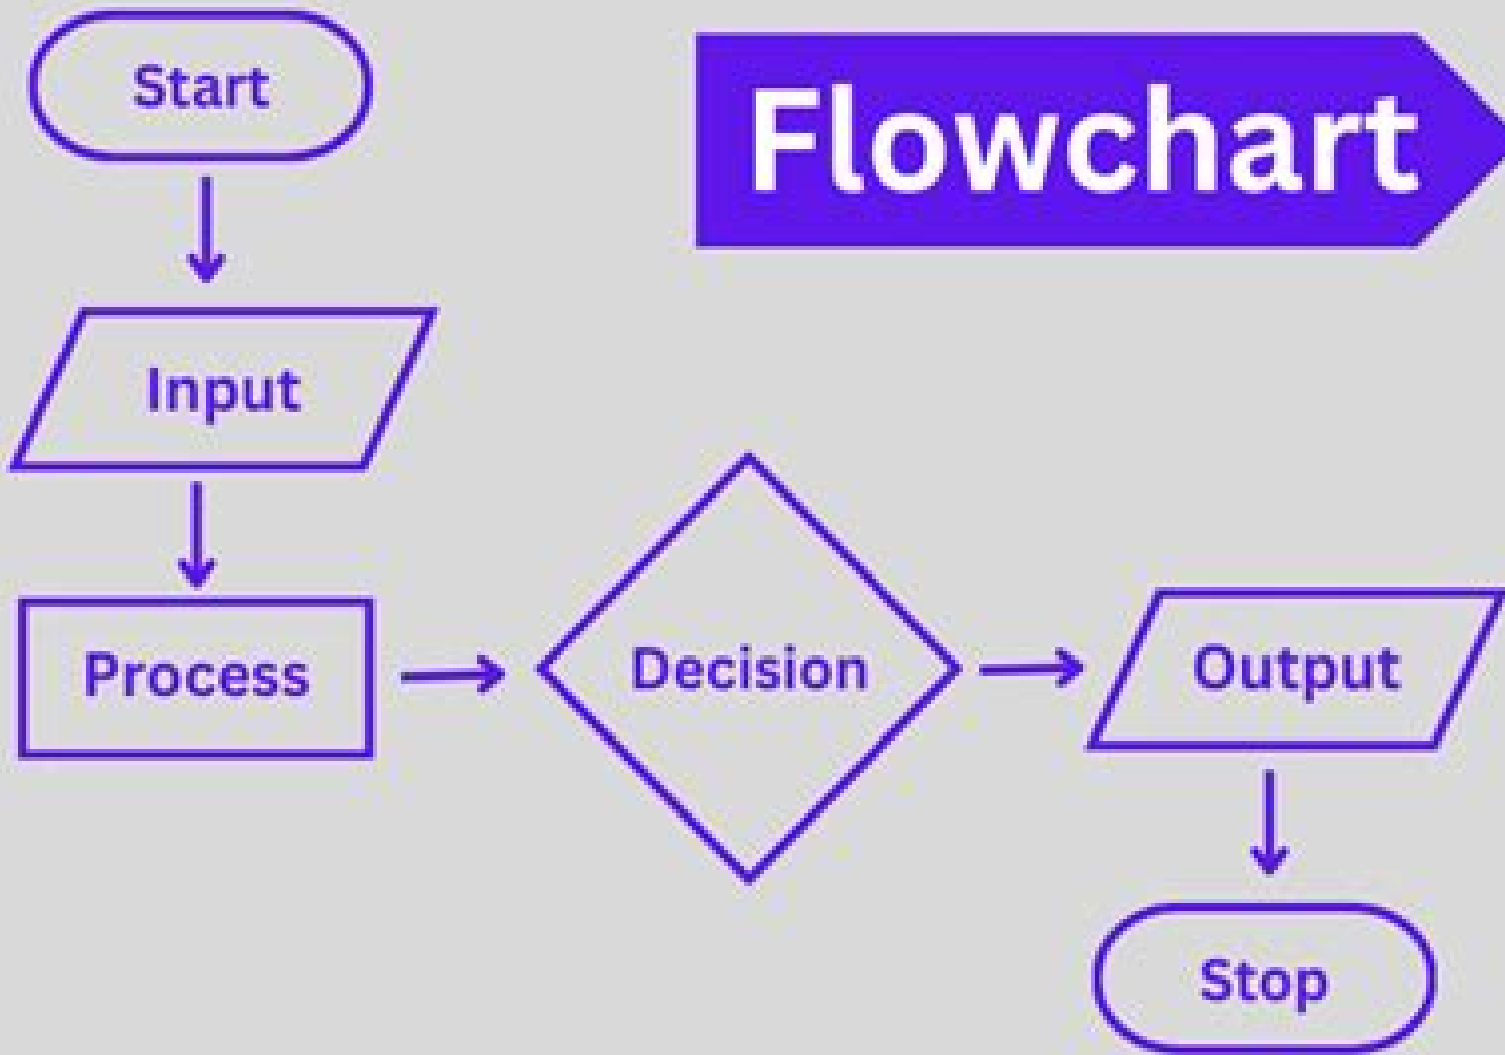 Flowchart
Start
Input
Process
Decision
Output
Stop